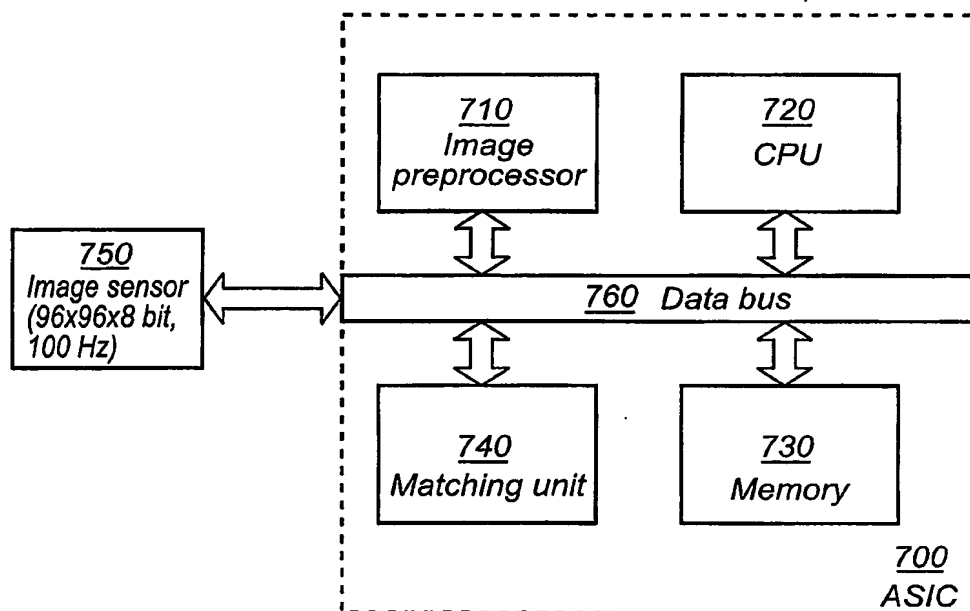 710
Image
preprocessor
720
CPU
750
Image sensor
(96x96x8 bit,
100 Hz)
760 Data bus
740
Matching unit
730
Memory
700
ASIC